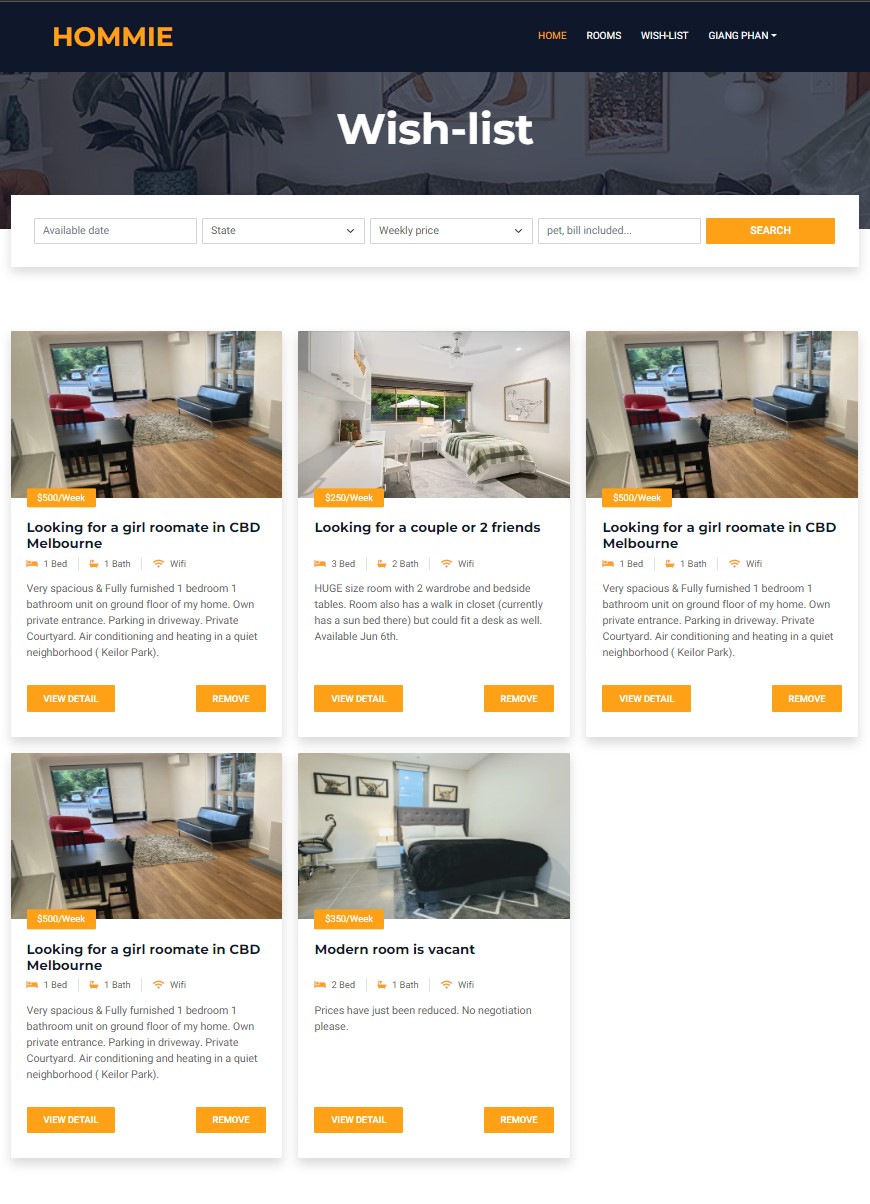 HOMMIE
HOME ROOMS WISH-LIST GIANG PHAN
Wish-list
Available date State Weekly price pet, bill included... SEARCH
$500/Week
Looking for a girl roomate in CBD
Melbourne
1 Bed 1 Bath Wifi
Very spacious & Fully furnished 1 bedroom 1
bathroom unit on ground floor of my home. Own
private entrance. Parking in driveway. Private
Courtyard. Air conditioning and heating in a quiet
neighborhood ( Keilor Park).
VIEW DETAIL REMOVE
$250/Week
Looking for a couple or 2 friends
3 Bed 2 Bath Wifi
HUGE size room with 2 wardrobe and bedside
tables. Room also has a walk in closet (currently
has a sun bed there) but could fit a desk as well.
Available Jun 6th.
VIEW DETAIL REMOVE
$500/Week
Looking for a girl roomate in CBD
Melbourne
1 Bed 1 Bath Wifi
Very spacious & Fully furnished 1 bedroom 1
bathroom unit on ground floor of my home. Own
private entrance. Parking in driveway. Private
Courtyard. Air conditioning and heating in a quiet
neighborhood ( Keilor Park).
VIEW DETAIL REMOVE
$500/Week
Looking for a girl roomate in CBD
Melbourne
1 Bed 1 Bath Wifi
Very spacious & Fully furnished 1 bedroom 1
bathroom unit on ground floor of my home. Own
private entrance. Parking in driveway. Private
Courtyard. Air conditioning and heating in a quiet
neighborhood ( Keilor Park).
VIEW DETAIL REMOVE
$350/Week
Modern room is vacant
2 Bed 1 Bath Wifi
Prices have just been reduced. No negotiation
please.
VIEW DETAIL REMOVE